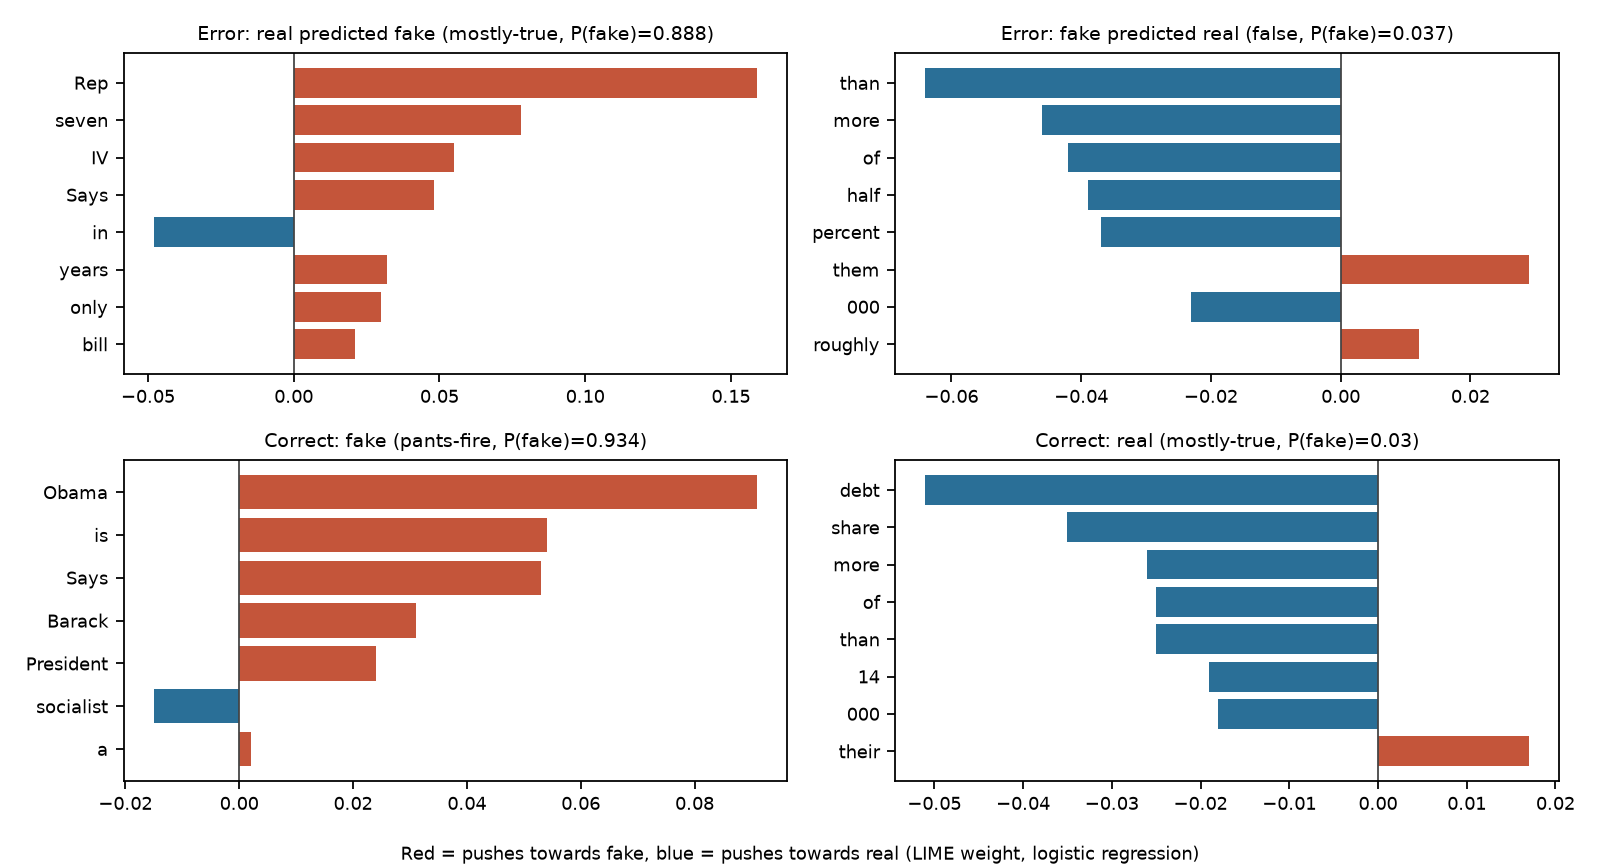 Error: real predicted fake (mostly-true, P(fake)=0.888)
Rep
seven
IV
Says
in
years
only
bill
−0.05 0.00 0.05 0.10 0.15
Error: fake predicted real (false, P(fake)=0.037)
than
more
of
half
percent
them
000
roughly
−0.06 −0.04 −0.02 0.00 0.02
Correct: fake (pants-fire, P(fake)=0.934)
Obama
is
Says
Barack
President
socialist
a
−0.02 0.00 0.02 0.04 0.06 0.08
Correct: real (mostly-true, P(fake)=0.03)
debt
share
more
of
than
14
000
their
−0.05 −0.04 −0.03 −0.02 −0.01 0.00 0.01 0.02
Red = pushes towards fake, blue = pushes towards real (LIME weight, logistic regression)